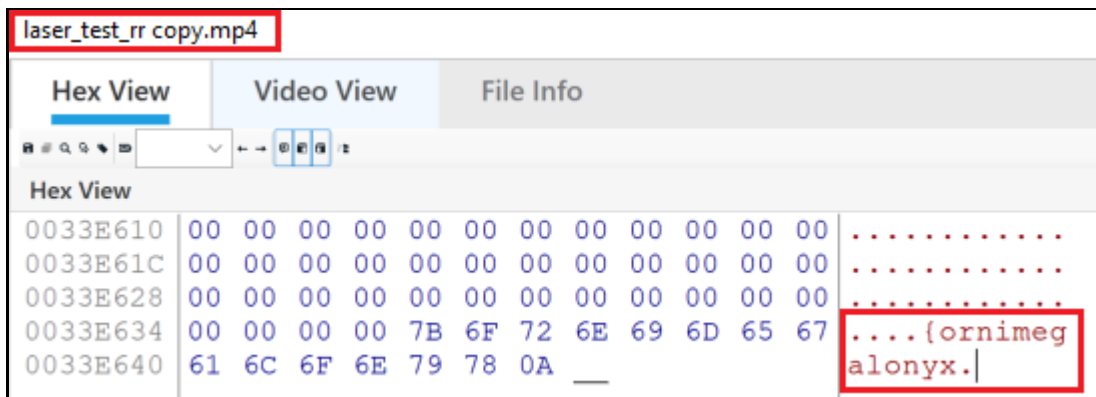 laser_test_rr copy.mp4
Hex View Video View File Info
Hex View
0033E610 00 00 00 00 00 00 00 00 00 00 00 00 ............
0033E61C 00 00 00 00 00 00 00 00 00 00 00 00 ............
0033E628 00 00 00 00 00 00 00 00 00 00 00 00 ............
0033E634 00 00 00 00 7B 6F 72 6E 69 6D 65 67 ....{ornimeg
0033E640 61 6C 6F 6E 79 78 0A alonyx.